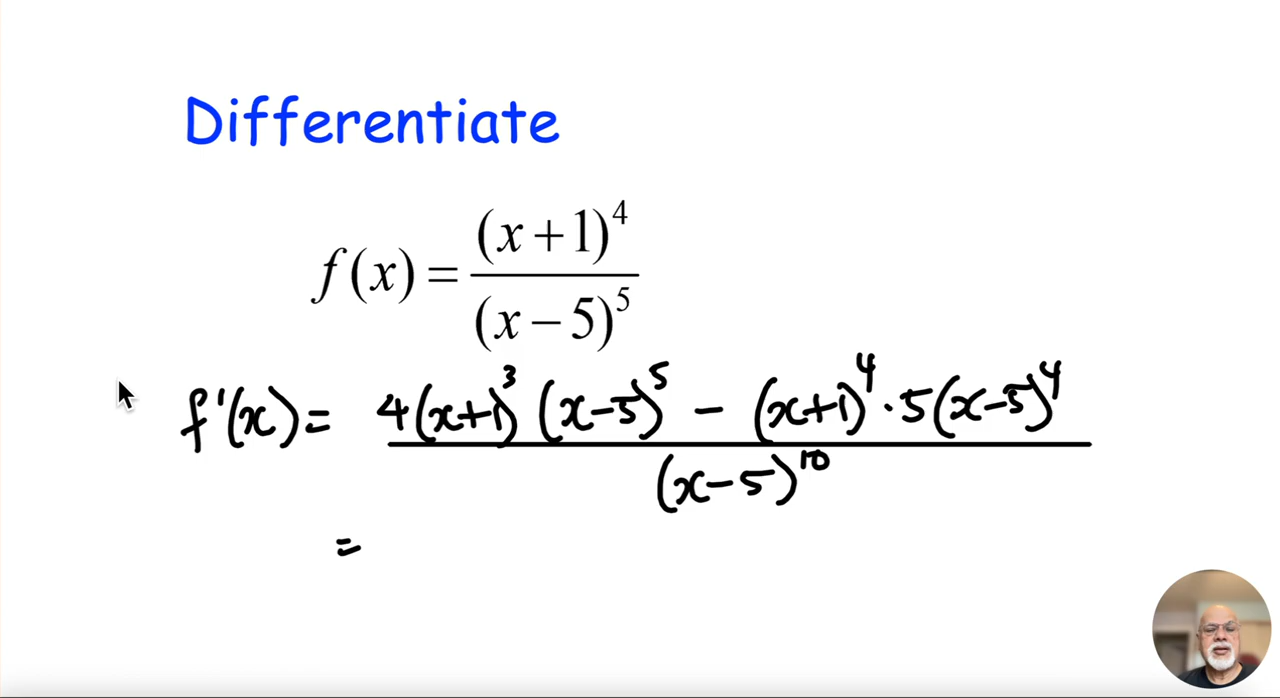 Differentiate
f(x) = (x+1)^4 / (x−5)^5
f'(x) = 4(x+1)^3 (x−5)^5 − (x+1)^4 · 5(x−5)^4 / (x−5)^10
=